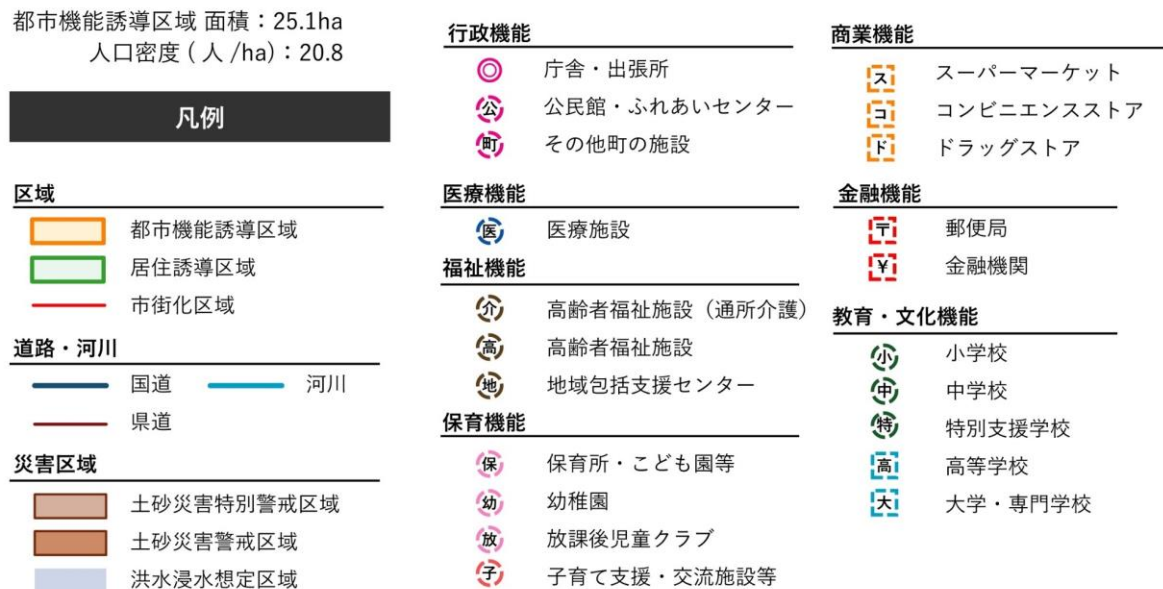 都市機能誘導区域 面積：25.1ha
人口密度 ( 人 /ha)：20.8
凡例
区域
都市機能誘導区域
居住誘導区域
市街化区域
道路・河川
国道
河川
県道
災害区域
土砂災害特別警戒区域
土砂災害警戒区域
洪水浸水想定区域
行政機能
◎ 庁舎・出張所
公 公民館・ふれあいセンター
町 その他町の施設
医療機能
医 医療施設
福祉機能
介 高齢者福祉施設（通所介護）
高 高齢者福祉施設
地 地域包括支援センター
保育機能
保 保育所・こども園等
幼 幼稚園
放 放課後児童クラブ
子 子育て支援・交流施設等
商業機能
ス スーパーマーケット
コ コンビニエンスストア
ド ドラッグストア
金融機能
〒 郵便局
¥ 金融機関
教育・文化機能
小 小学校
中 中学校
特 特別支援学校
高 高等学校
大 大学・専門学校